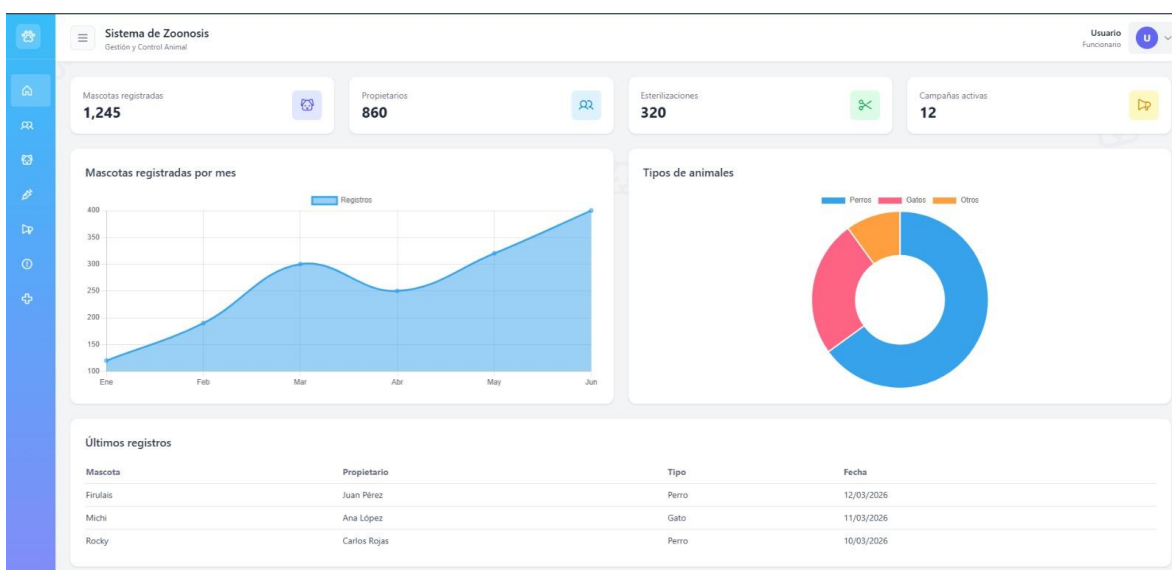 Sistema de Zoonosis
Gestión y Control Animal
Usuario
Funcionario
U
Mascotas registradas
1,245
Propietarios
860
Esterilizaciones
320
Campañas activas
12
Mascotas registradas por mes
Registros
400
350
300
250
200
150
100
Ene Feb Mar Abr May Jun
Tipos de animales
Perros Gatos Otros
Últimos registros
Mascota Propietario Tipo Fecha
Firulais Juan Pérez Perro 12/03/2026
Michi Ana López Gato 11/03/2026
Rocky Carlos Rojas Perro 10/03/2026